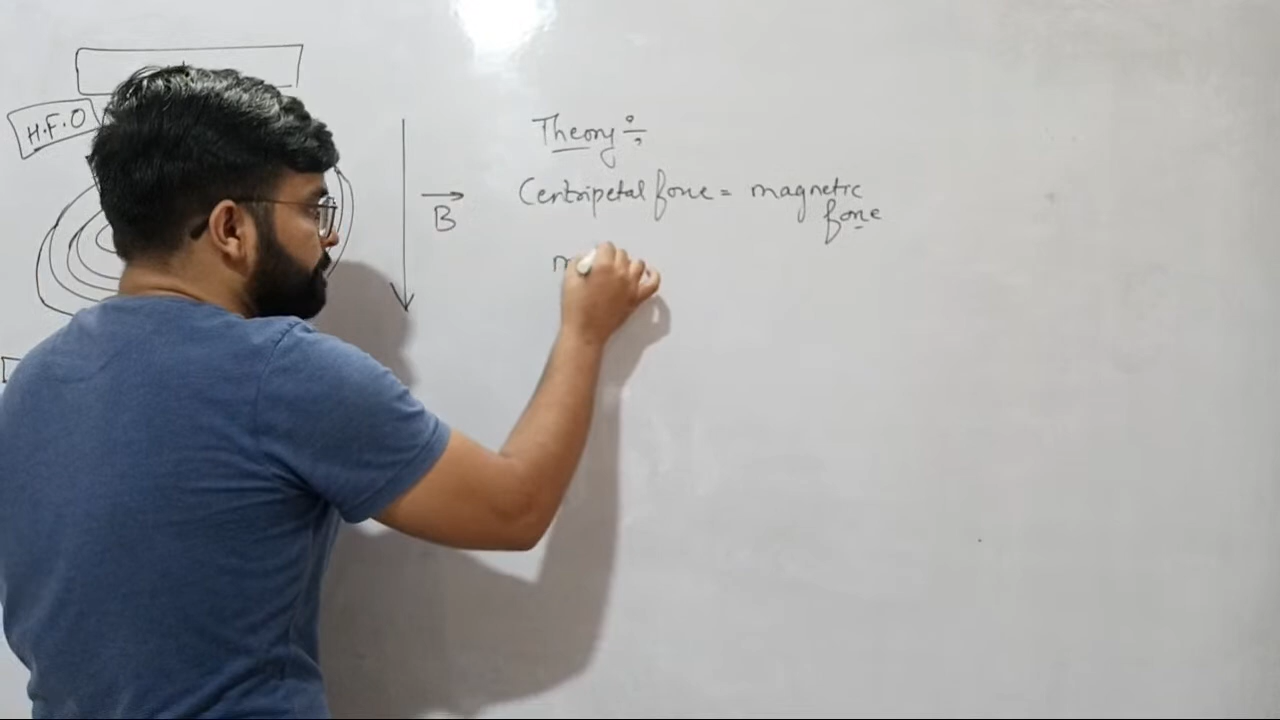 H.F.O
Theory :
B
Centripetal force = magnetic
force
m